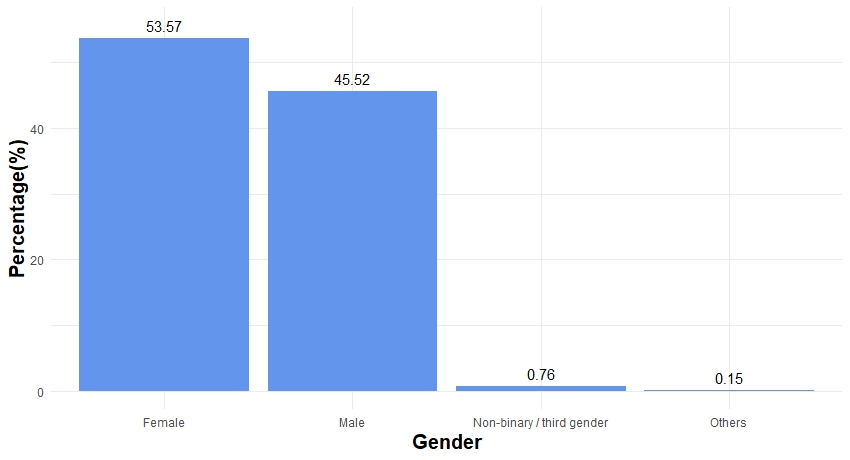 53.57
45.52
0.76
0.15
Percentage(%)
40
20
0
Female
Male
Non-binary / third gender
Others
Gender